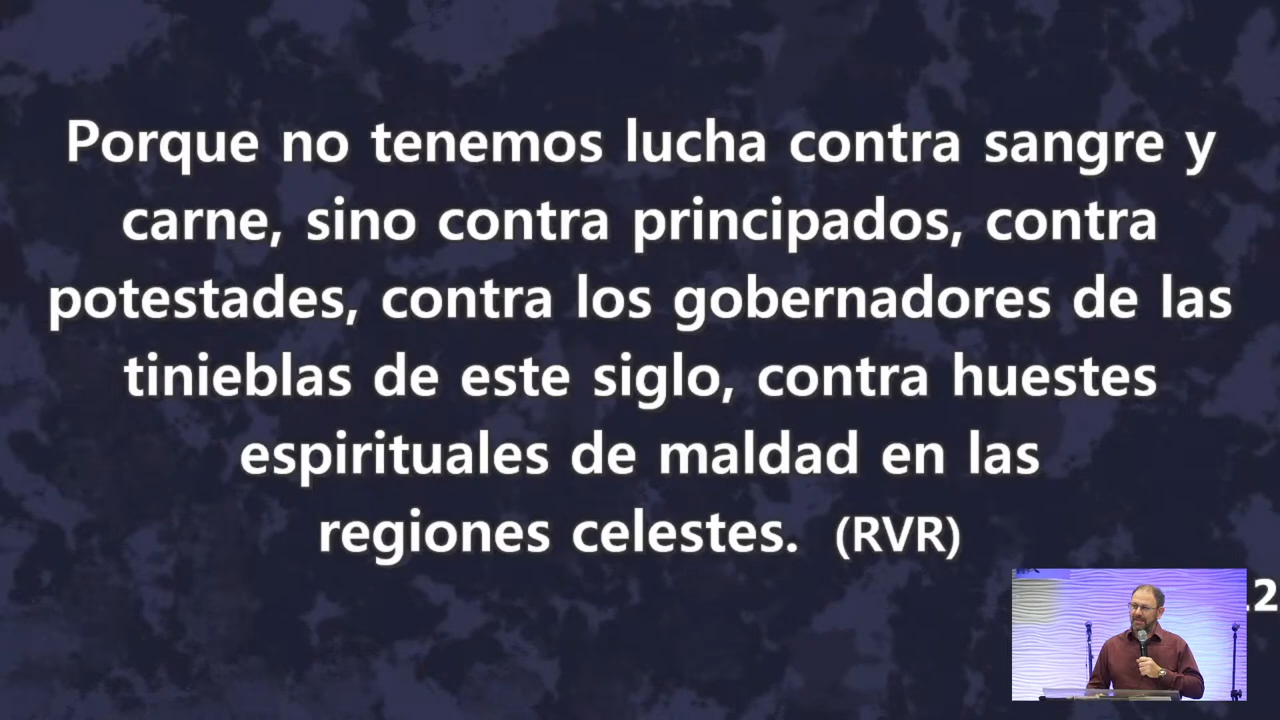 Porque no tenemos lucha contra sangre y
carne, sino contra principados, contra
potestades, contra los gobernadores de las
tinieblas de este siglo, contra huestes
espirituales de maldad en las
regiones celestes. (RVR)
2